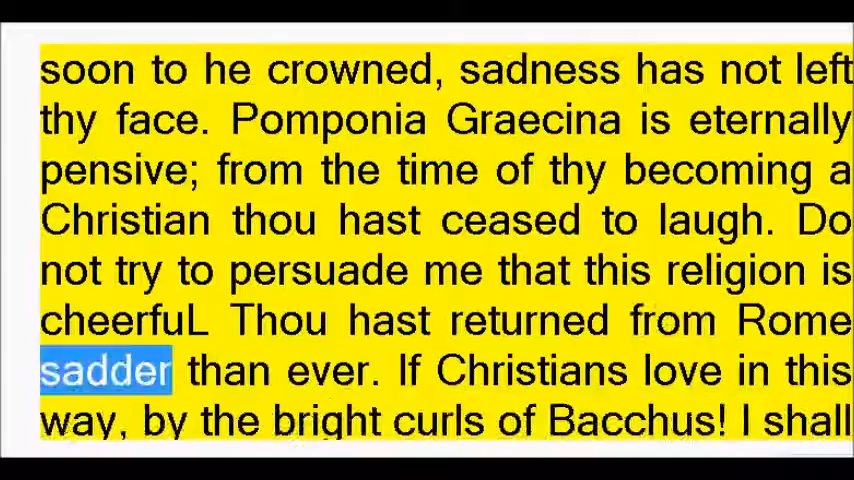 soon to he crowned, sadness has not left
thy face. Pomponia Graecina is eternally
pensive; from the time of thy becoming a
Christian thou hast ceased to laugh. Do
not try to persuade me that this religion is
cheerfuL Thou hast returned from Rome
sadder than ever. If Christians love in this
way, by the bright curls of Bacchus! I shall